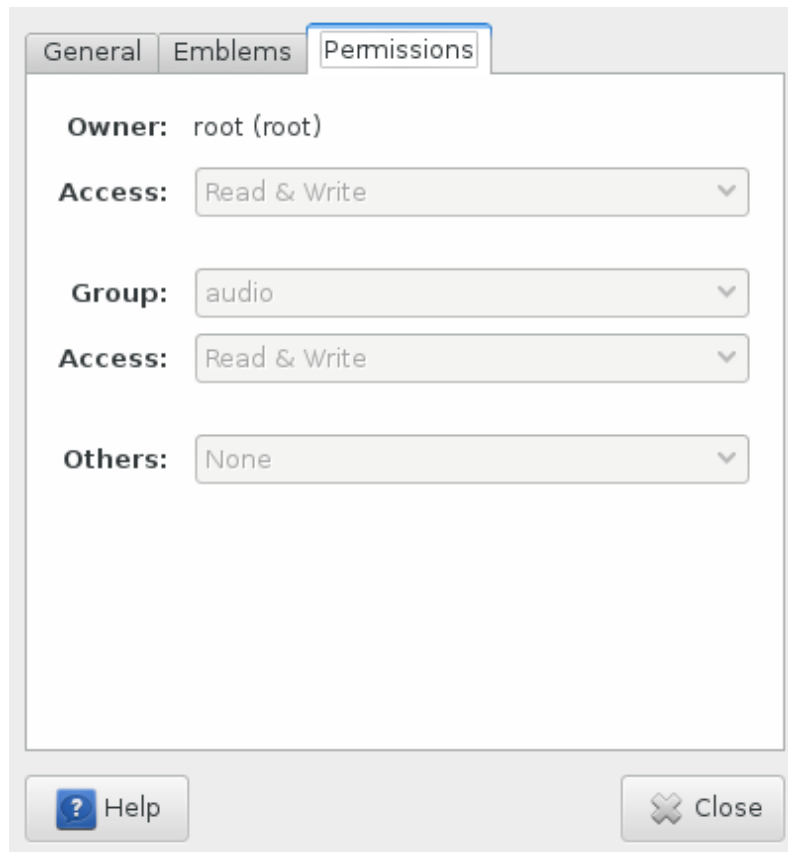 General Emblems Permissions
Owner: root (root)
Access: Read & Write
Group: audio
Access: Read & Write
Others: None
? Help Close